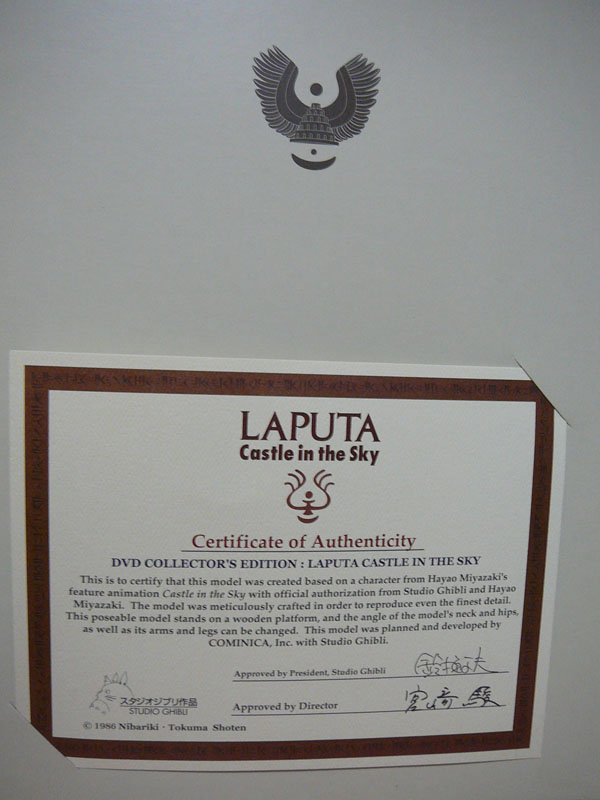 LAPUTA
Castle in the Sky
Certificate of Authenticity
DVD COLLECTOR'S EDITION : LAPUTA CASTLE IN THE SKY
This is to certify that this model was created based on a character from Hayao Miyazaki's
feature animation Castle in the Sky with official authorization from Studio Ghibli and Hayao
Miyazaki. The model was meticulously crafted in order to reproduce even the finest detail.
This poseable model stands on a wooden platform, and the angle of the model's neck and hips,
as well as its arms and legs can be changed. This model was planned and developed by
COMINICA, Inc. with Studio Ghibli.
Approved by President, Studio Ghibli 鈴木敏夫
スタジオジブリ作品
STUDIO GHIBLI
Approved by Director 宮崎駿
© 1986 Nibariki · Tokuma Shoten